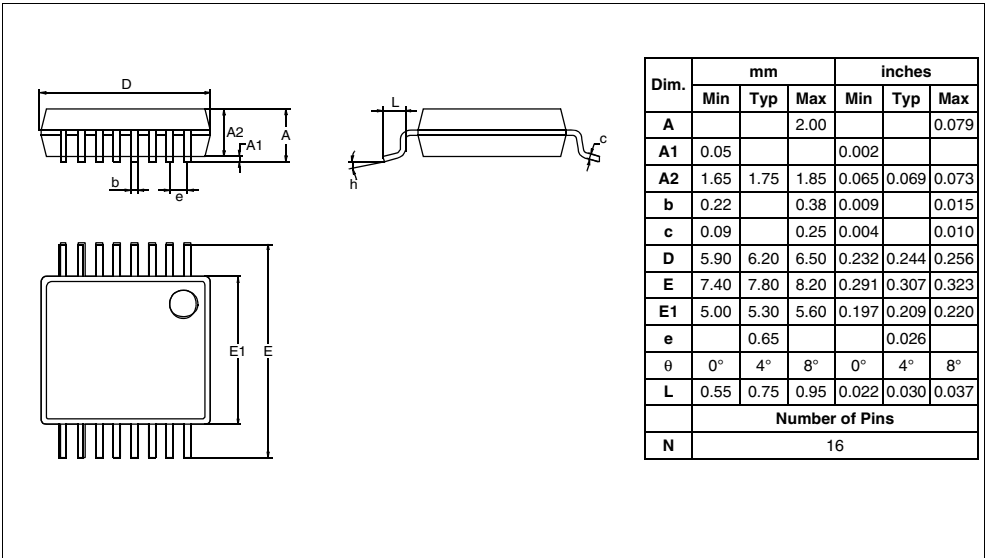 D
A2
A
A1
b
e
L
c
h
E1
E
Dim. mm inches
Min Typ Max Min Typ Max
A 2.00 0.079
A1 0.05 0.002
A2 1.65 1.75 1.85 0.065 0.069 0.073
b 0.22 0.38 0.009 0.015
c 0.09 0.25 0.004 0.010
D 5.90 6.20 6.50 0.232 0.244 0.256
E 7.40 7.80 8.20 0.291 0.307 0.323
E1 5.00 5.30 5.60 0.197 0.209 0.220
e 0.65 0.026
θ 0° 4° 8° 0° 4° 8°
L 0.55 0.75 0.95 0.022 0.030 0.037
Number of Pins
N 16